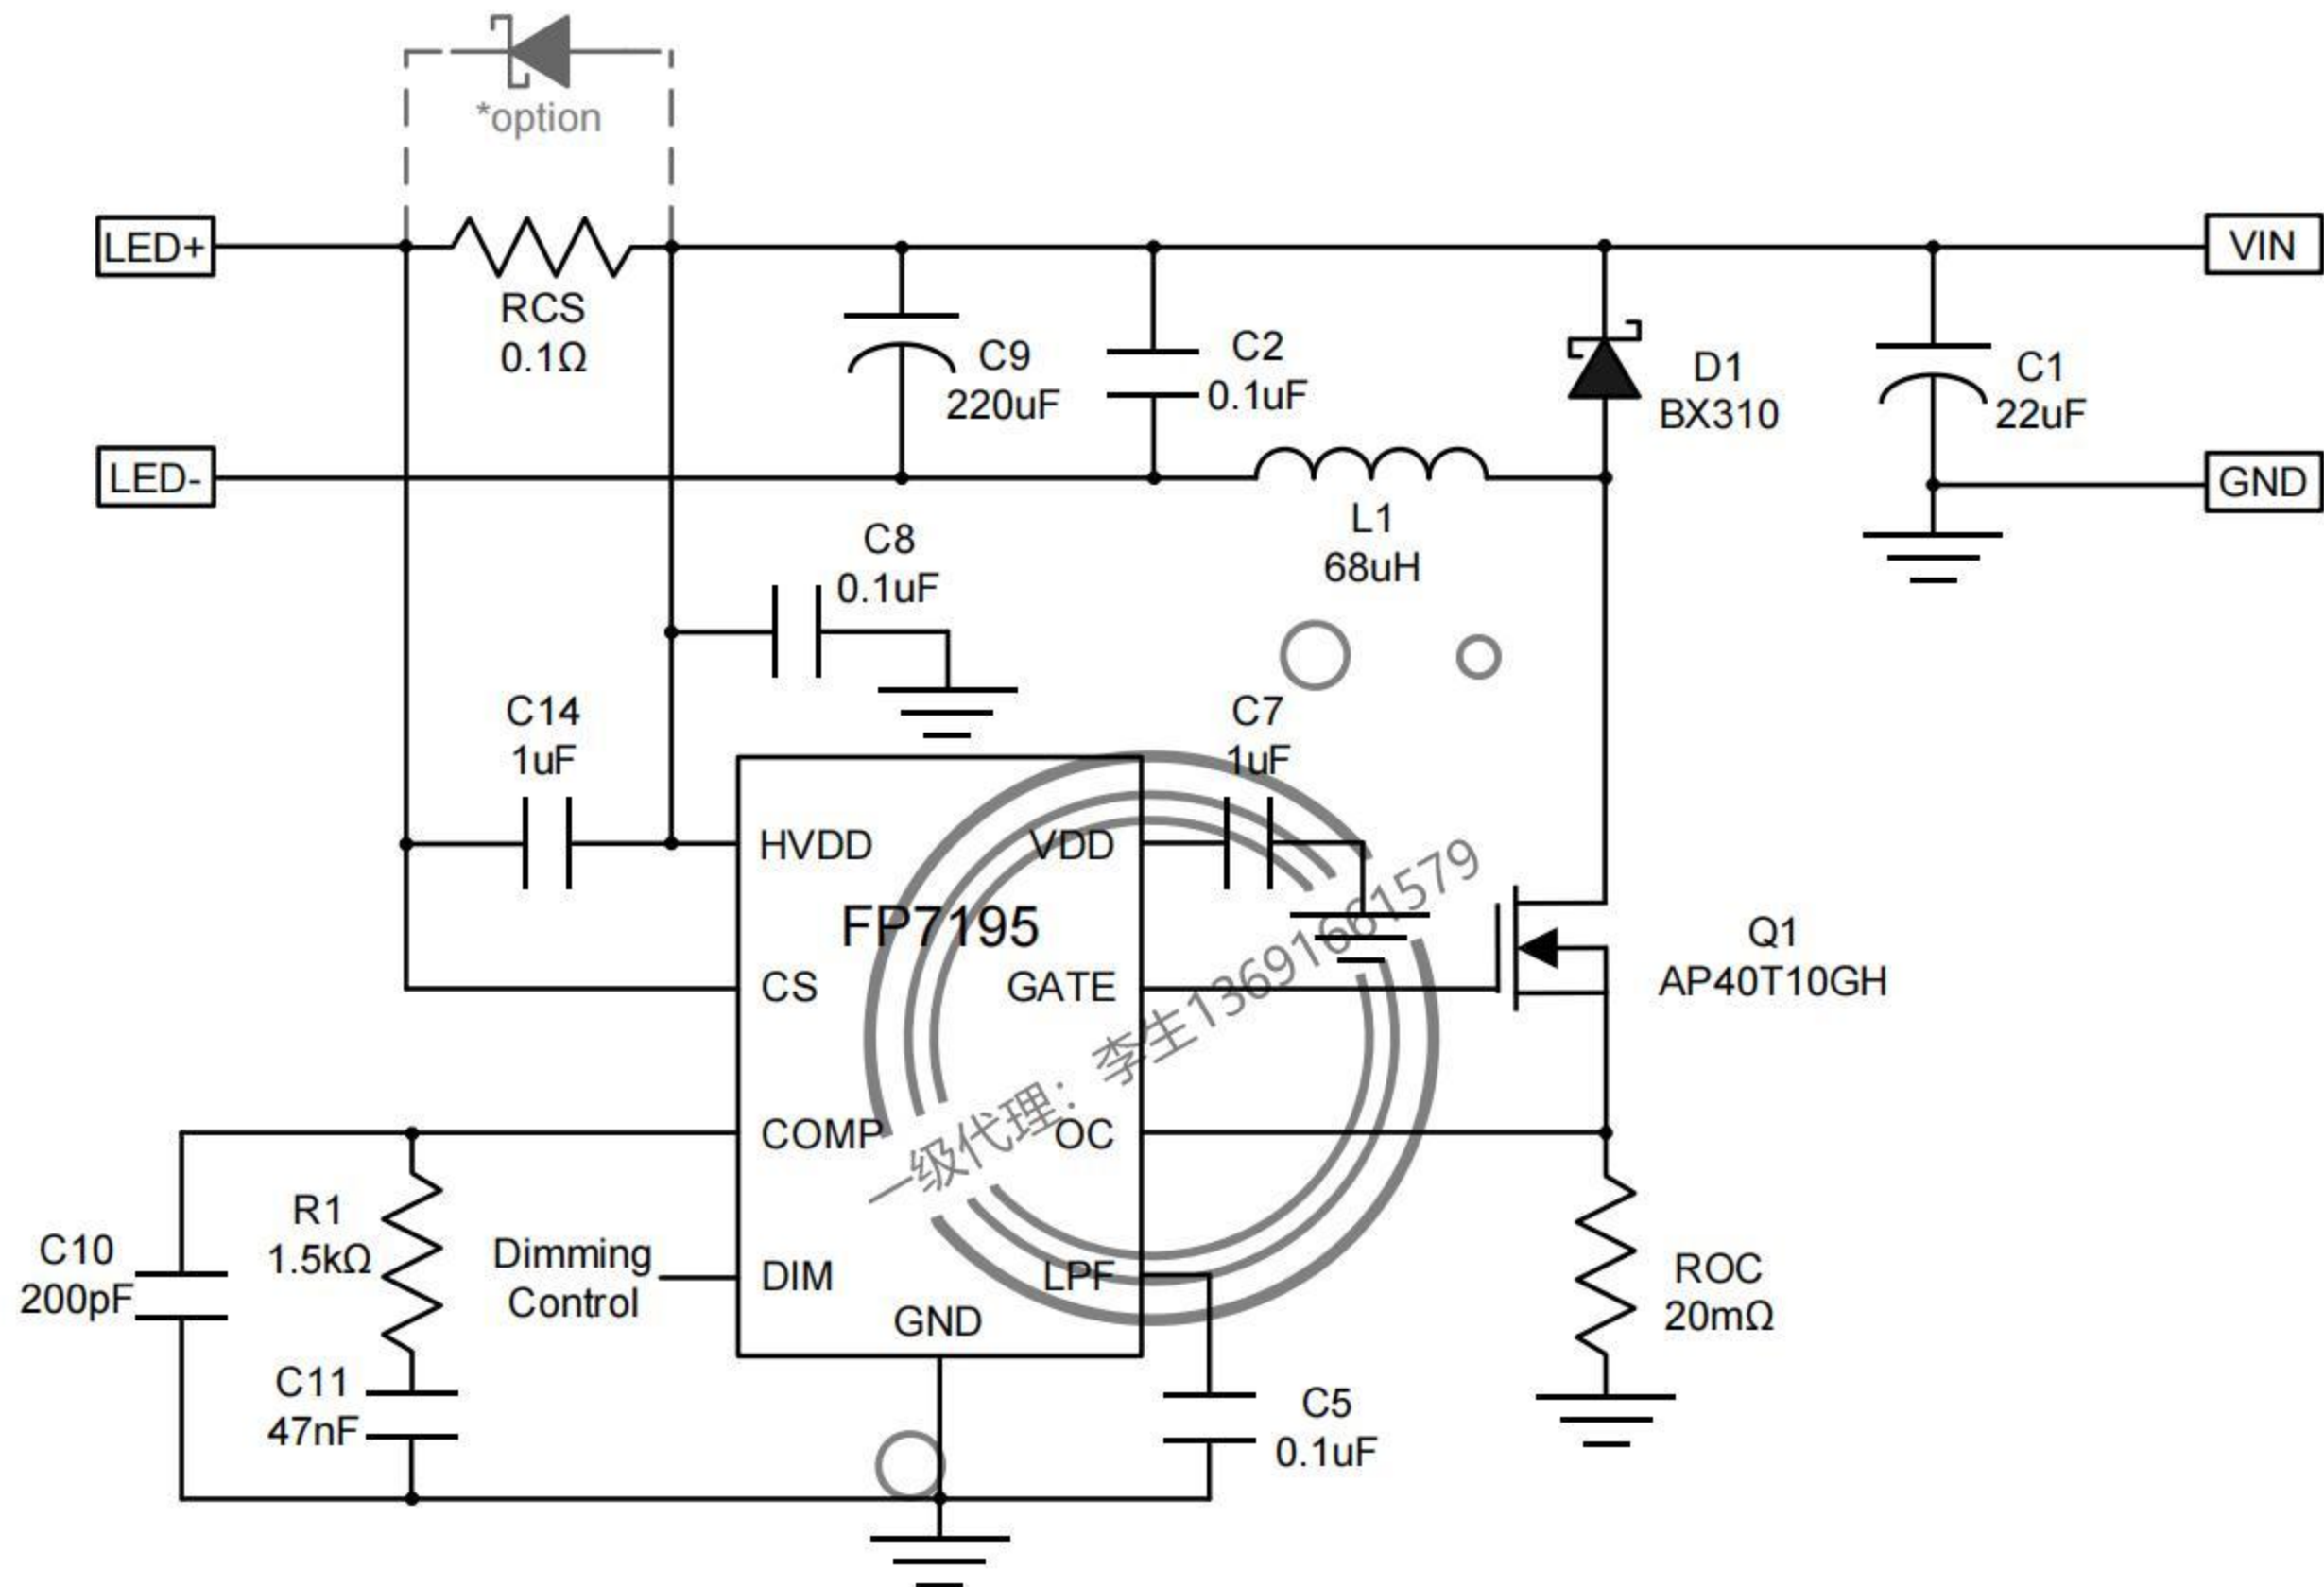 *option
LED+
VIN
RCS
0.1Ω
C9
220uF
C2
0.1uF
D1
BX310
C1
22uF
LED-
GND
L1
68uH
C8
0.1uF
C14
1uF
C7
1uF
HVDD
VDD
FP7195
Q1
AP40T10GH
CS
GATE
一级代理：李生13691661579
COMP
OC
R1
1.5kΩ
C10
200pF
Dimming
Control
DIM
LPF
GND
ROC
20mΩ
C11
47nF
C5
0.1uF